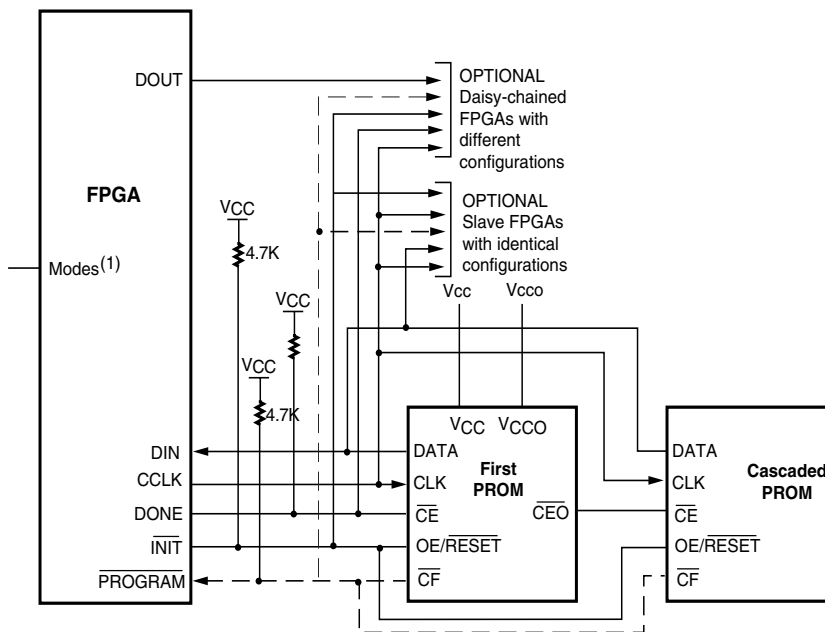 DOUT
OPTIONAL
Daisy-chained
FPGAs with
different
configurations
FPGA
VCC
4.7K
OPTIONAL
Slave FPGAs
with identical
configurations
Modes(1)
VCC
Vcc
Vcco
VCC
4.7K
VCC
VCCO
DIN
DATA
DATA
CCLK
CLK
First
PROM
CLK
Cascaded
PROM
DONE
CE
CEO
CE
INIT
OE/RESET
OE/RESET
PROGRAM
CF
CF